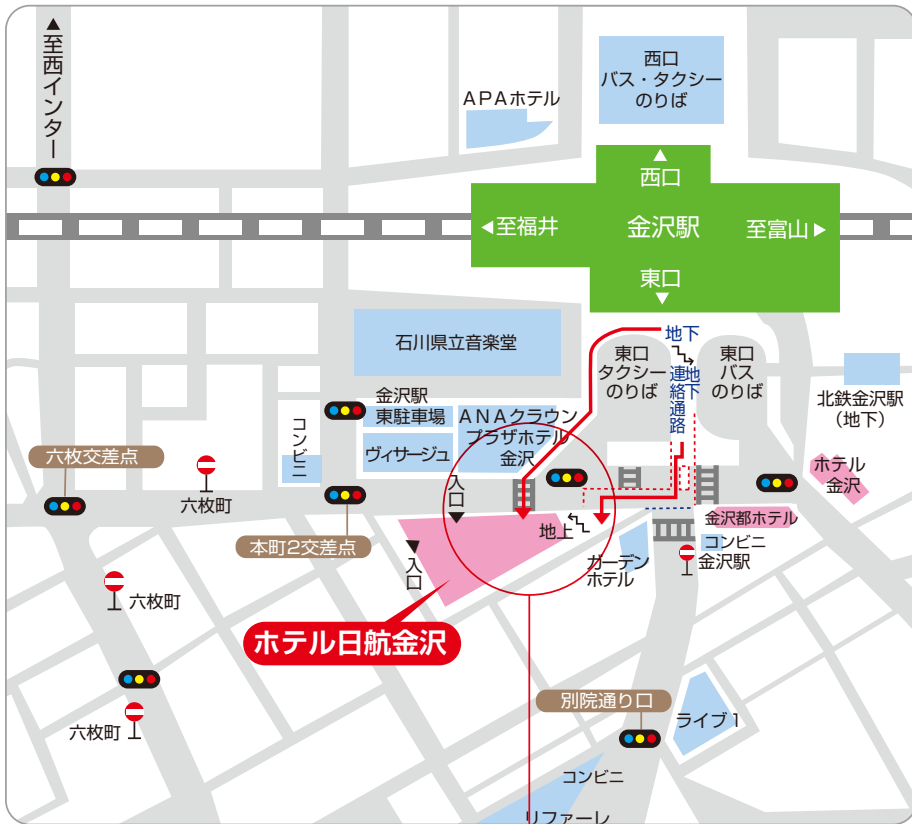 ▲至西インター
西口
バス・タクシー
のりば
APAホテル
▲
西口
◀至福井
金沢駅
至富山▶
東口
▼
地下
地下
連絡通路
石川県立音楽堂
東口
タクシー
のりば
東口
バス
のりば
北鉄金沢駅
(地下)
金沢駅
東駐車場
ANAクラウン
プラザホテル
金沢
コンビニ
ヴィサージュ
六枚交差点
六枚町
入口
▼
ホテル
金沢
本町2交差点
▼
入口
地上
金沢都ホテル
ガーデン
ホテル
コンビニ
金沢駅
六枚町
ホテル日航金沢
六枚町
別院通り口
ライブ1
コンビニ
リファーレ